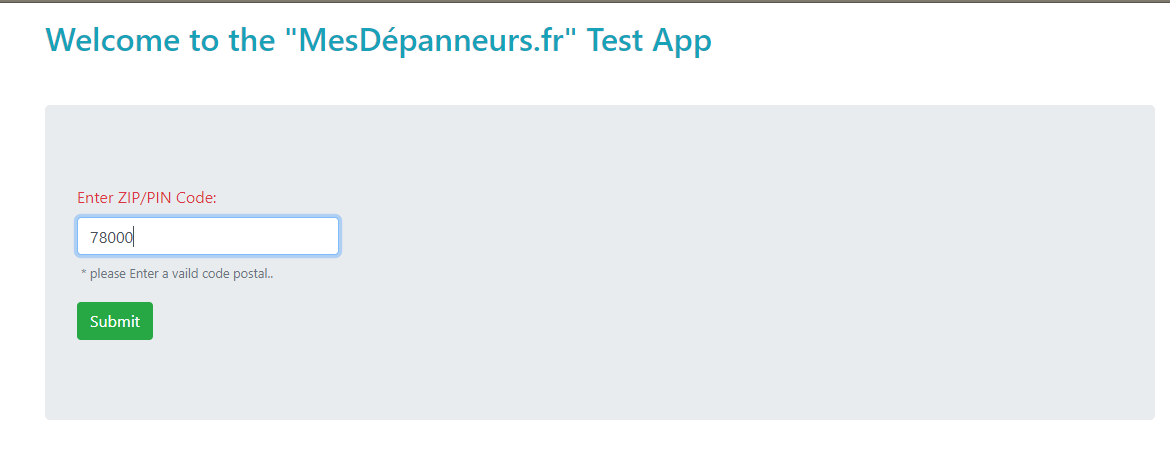 Welcome to the "MesDépanneurs.fr" Test App
Enter ZIP/PIN Code:
78000
* please Enter a vaild code postal..
Submit